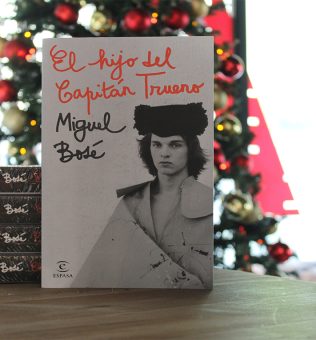 El hijo del
Capitán Trueno
Miguel
Bosé
ESPASA
Bosé
Bosé
Bosé
Bosé